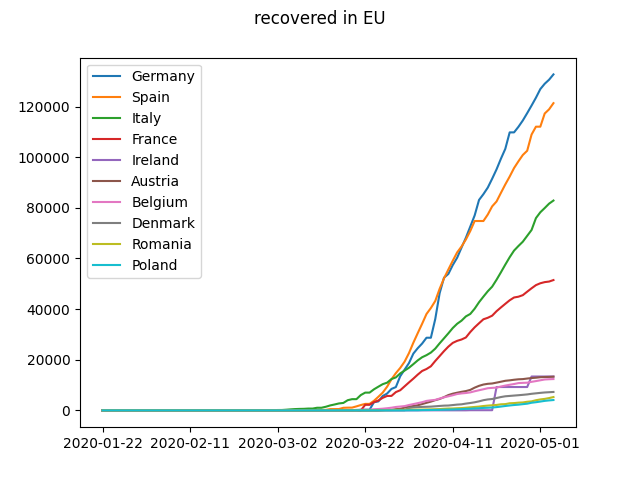 recovered in EU
Germany
Spain
Italy
France
Ireland
Austria
Belgium
Denmark
Romania
Poland
120000
100000
80000
60000
40000
20000
0
2020-01-22 2020-02-11 2020-03-02 2020-03-22 2020-04-11 2020-05-01